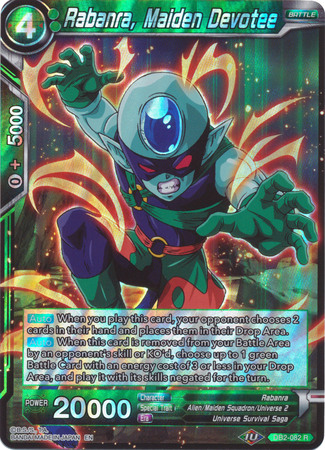 4
Rabanra, Maiden Devotee
BATTLE
0 + 5000
Auto When you play this card, your opponent chooses 2
cards in their hand and places them in their Drop Area.
Auto When this card is removed from your Battle Area
by an opponent's skill or KO'd, choose up to 1 green
Battle Card with an energy cost of 3 or less in your Drop
Area, and play it with its skills negated for the turn.
POWER 20000
Character Rabanra
Special Trait Alien/Maiden Squadron/Universe 2
Era Universe Survival Saga
BANDAI MADE IN JAPAN EN
DB2-082 R